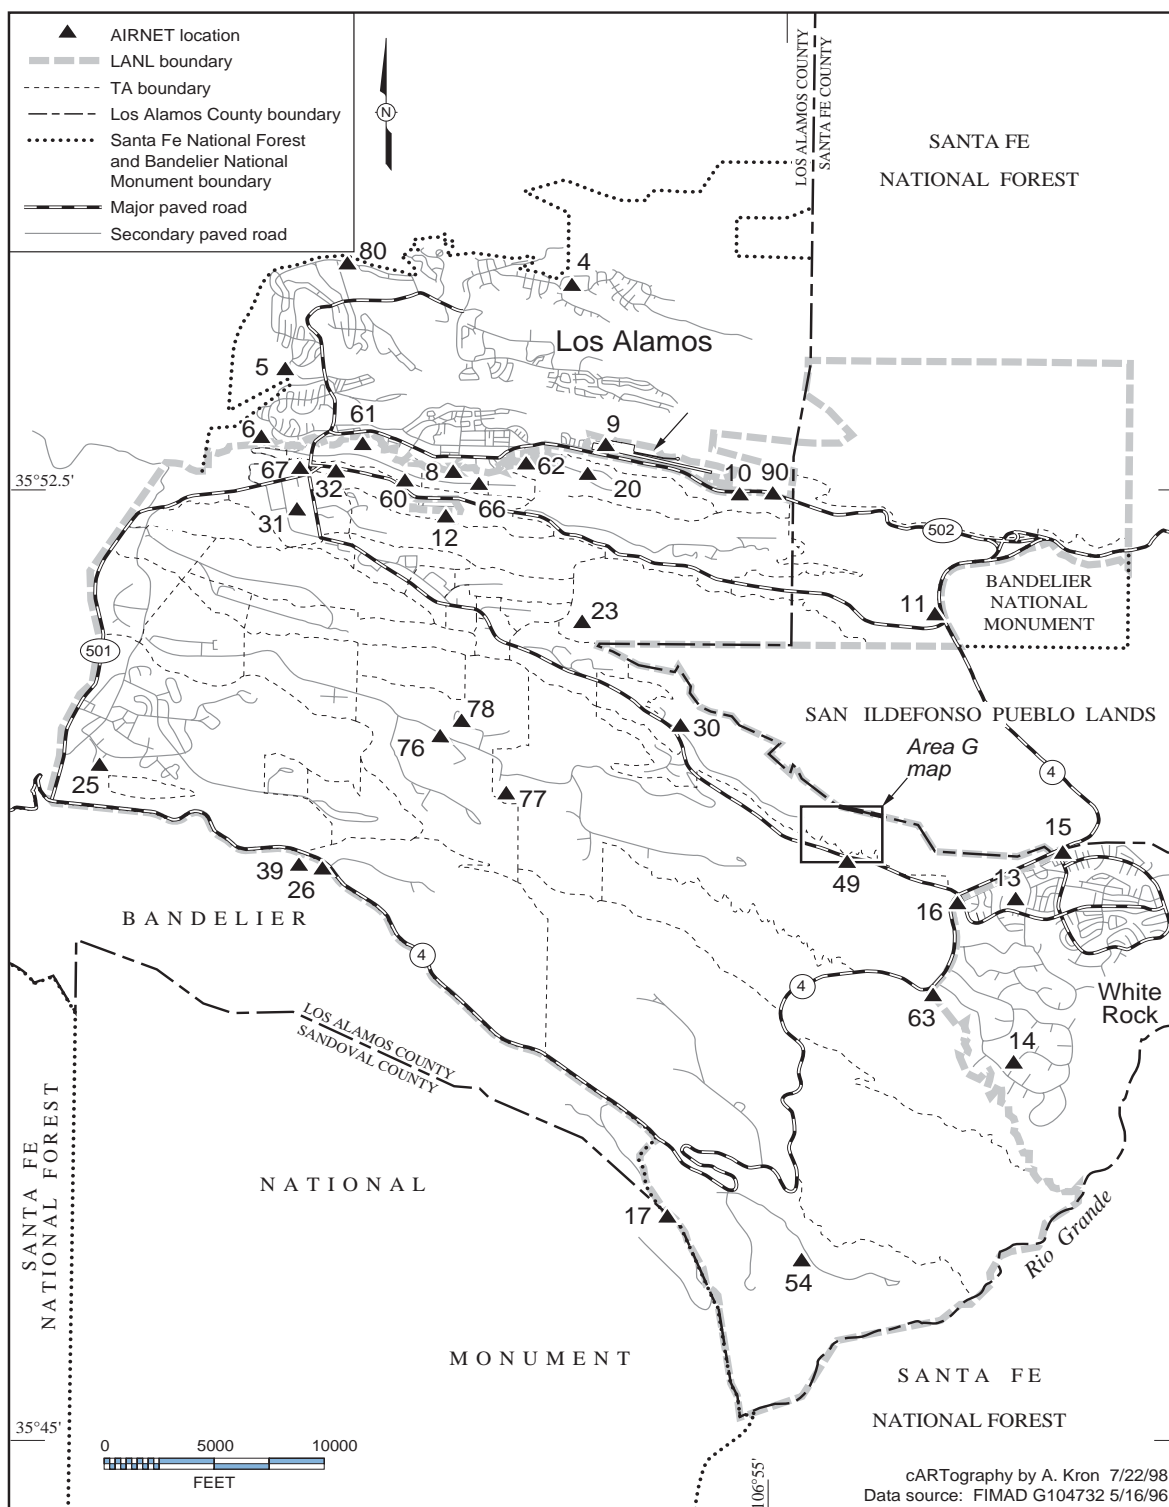 AIRNET location
LANL boundary
TA boundary
Los Alamos County boundary
Santa Fe National Forest
and Bandelier National
Monument boundary
Major paved road
Secondary paved road
N
LOS ALAMOS COUNTY
SANTA FE COUNTY
SANTA FE
NATIONAL FOREST
80
4
Los Alamos
5
61
6
9
67
32
8
62
60
66
20
10
90
35°52.5'
31
12
502
BANDELIER
NATIONAL
MONUMENT
11
23
501
78
76
30
SAN ILDEFONSO PUEBLO LANDS
Area G
map
4
25
77
15
39
26
49
13
16
BANDELIER
4
4
63
White
Rock
14
LOS ALAMOS COUNTY
SANDOVAL COUNTY
SANTA FE
NATIONAL FOREST
NATIONAL
17
54
Rio Grande
MONUMENT
SANTA FE
NATIONAL FOREST
35°45'
0
5000
10000
FEET
106°55'
cARTography by A. Kron 7/22/98
Data source: FIMAD G104732 5/16/96